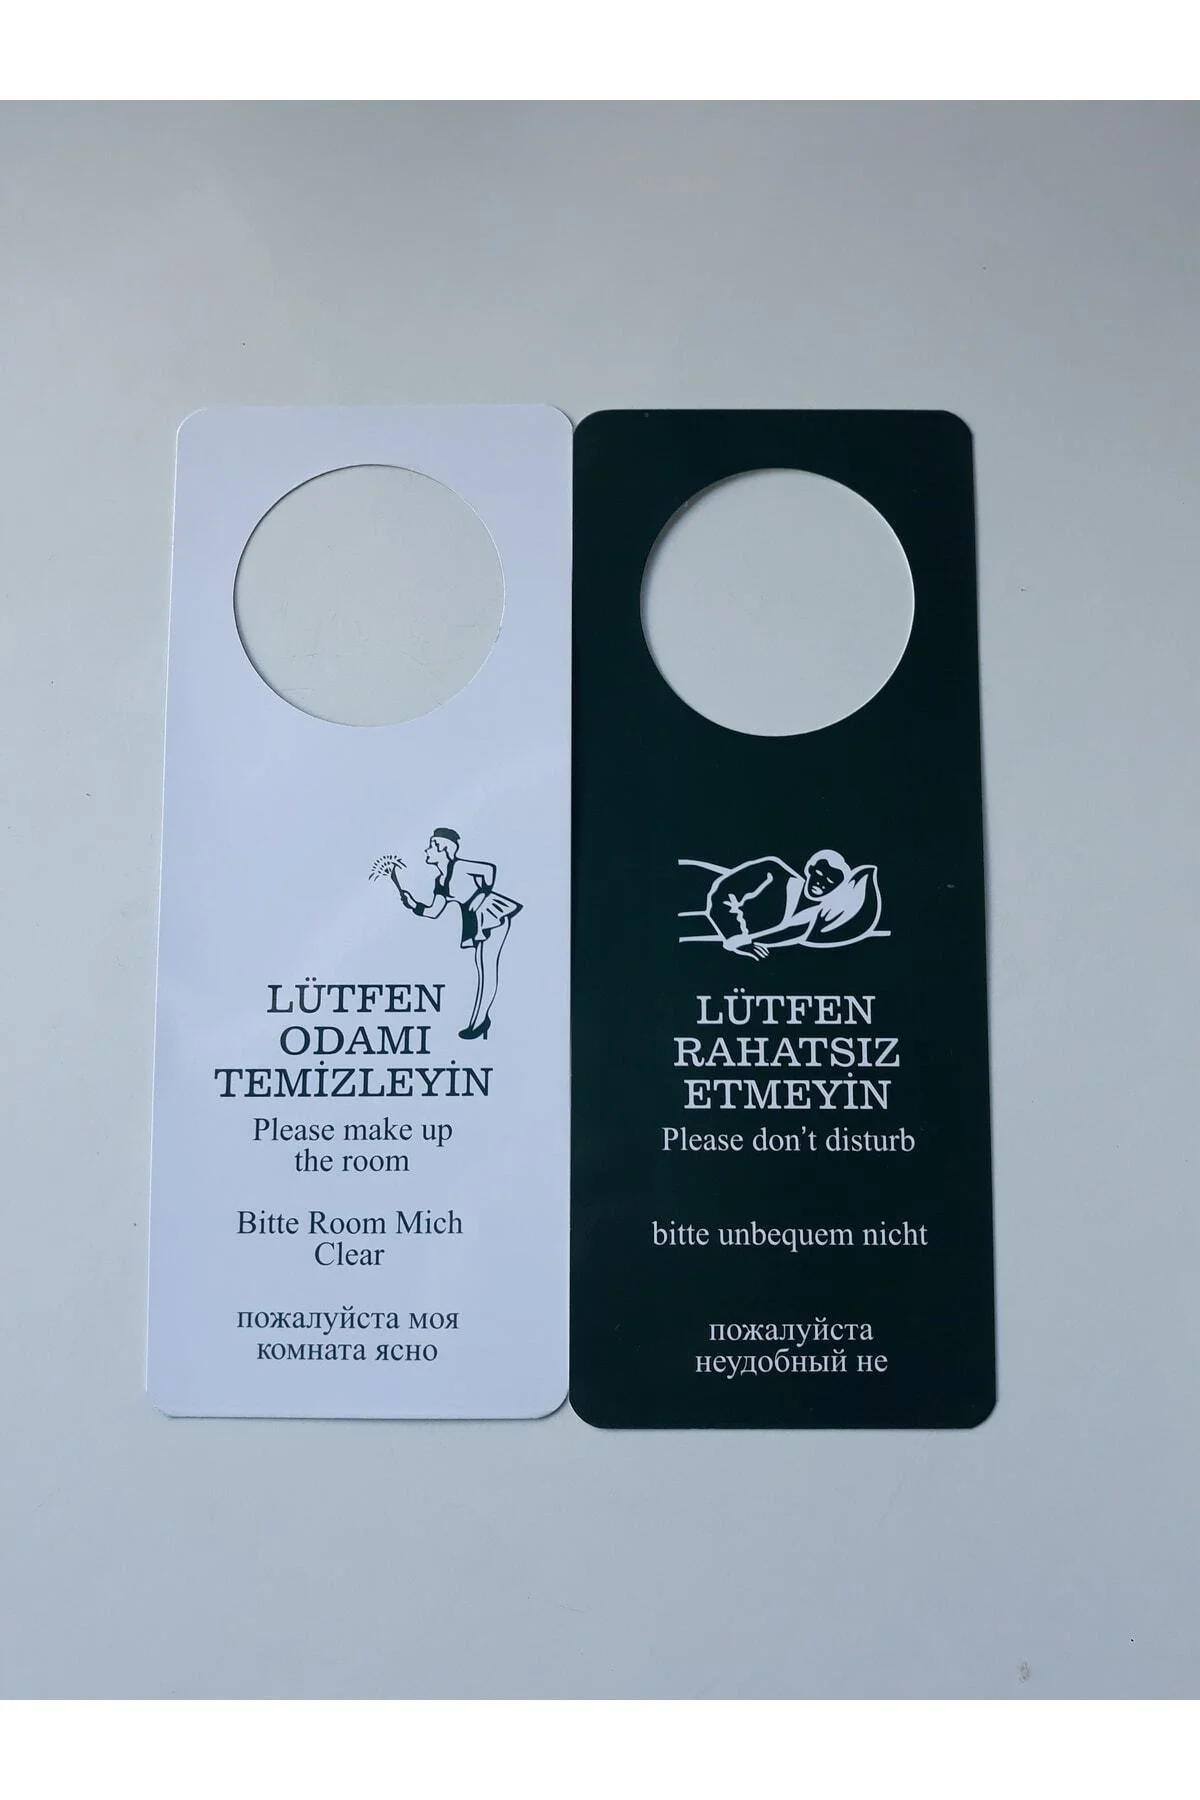 LÜTFEN
ODAMI
TEMİZLEYİN
Please make up
the room
Bitte Room Mich
Clear
пожалуйста моя
комната ясно
LÜTFEN
RAHATSIZ
ETMEYİN
Please don't disturb
bitte unbequem nicht
пожалуйста
неудобный не